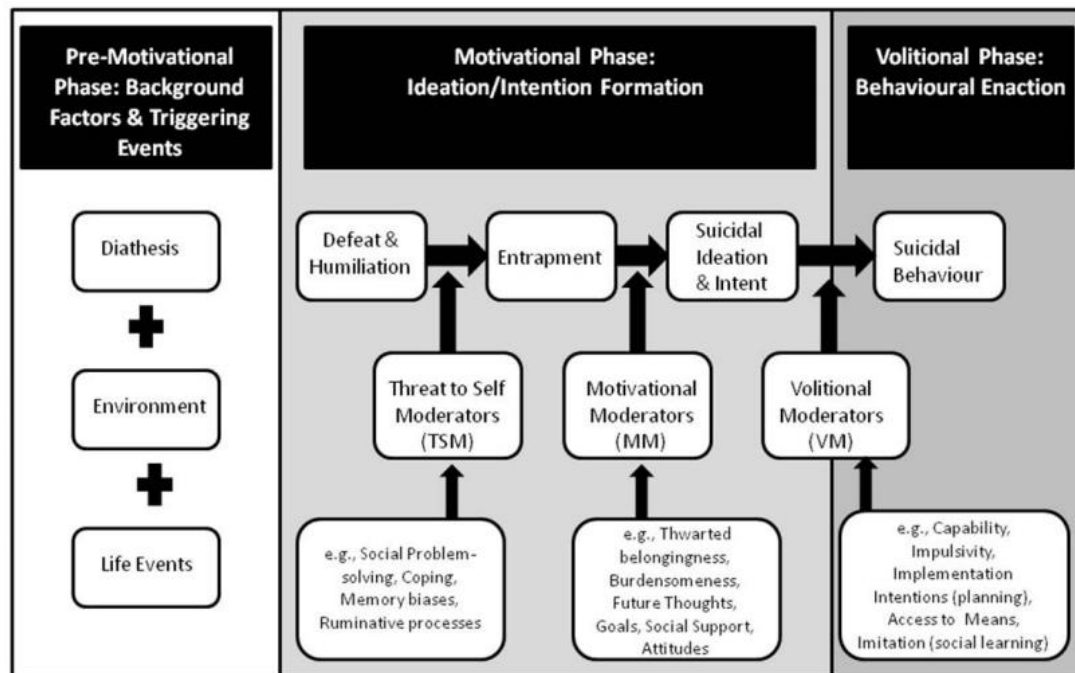 Pre-Motivational
Phase: Background
Factors & Triggering
Events
Diathesis
Environment
Life Events
Motivational Phase:
Ideation/Intention Formation
Defeat &
Humiliation
Entrapment
Suicidal
Ideation
& Intent
Threat to Self
Moderators
(TSM)
Motivational
Moderators
(MM)
e.g., Social Problem-
solving, Coping,
Memory biases,
Ruminative processes
e.g., Thwarted
belongingness,
Burdensomeness,
Future Thoughts,
Goals, Social Support,
Attitudes
Volitional Phase:
Behavioural Enaction
Suicidal
Behaviour
Volitional
Moderators
(VM)
e.g., Capability,
Impulsivity,
Implementation
Intentions (planning),
Access to Means,
Imitation (social learning)